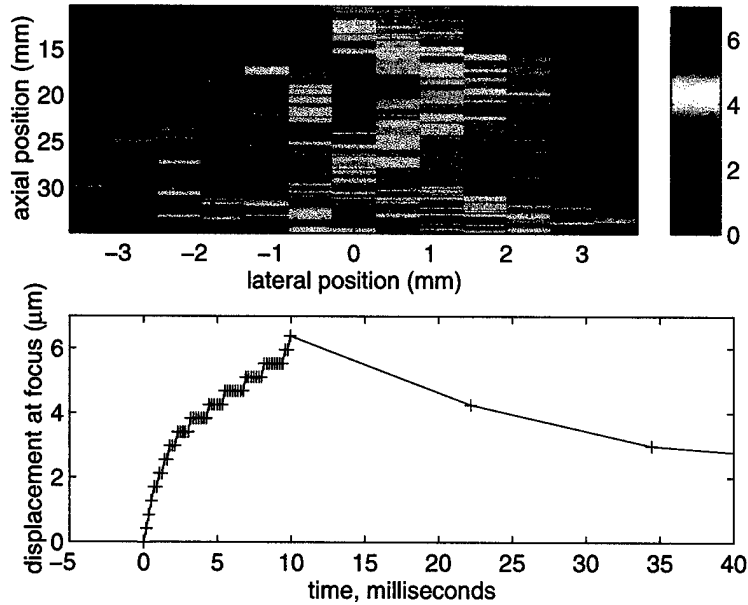 axial position (mm)
15
20
25
30
−3 −2 −1 0 1 2 3
lateral position (mm)
6
4
2
0
displacement at focus (μm)
6
4
2
0
−5 0 5 10 15 20 25 30 35 40
time, milliseconds